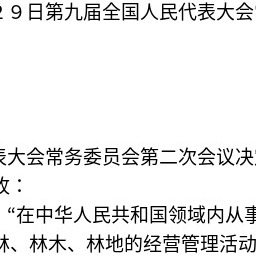 ２９日第九届全国人民代表大会
表大会常务委员会第二次会议决
改：
“在中华人民共和国领域内从事
林、林木、林地的经营管理活动